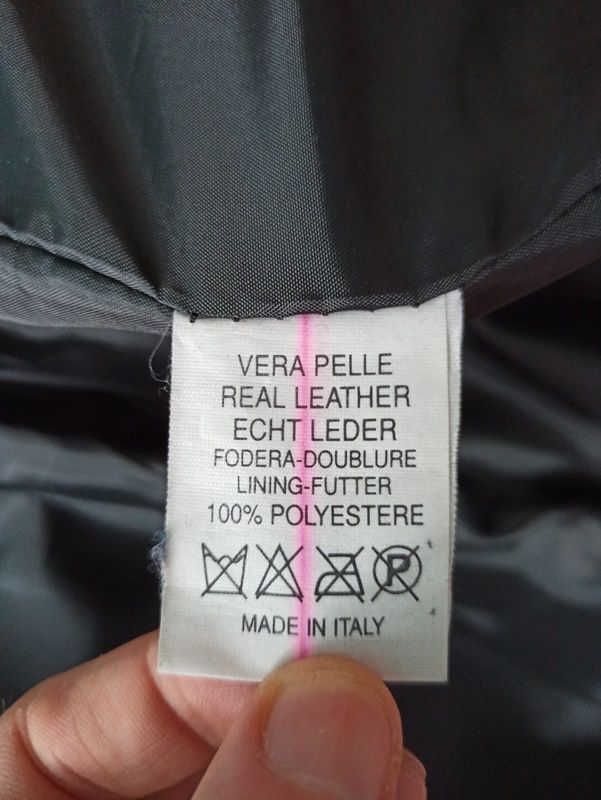 VERA PELLE
REAL LEATHER
ECHT LEDER
FODERA-DOUBLURE
LINING-FUTTER
100% POLYESTERE
P
MADE IN ITALY